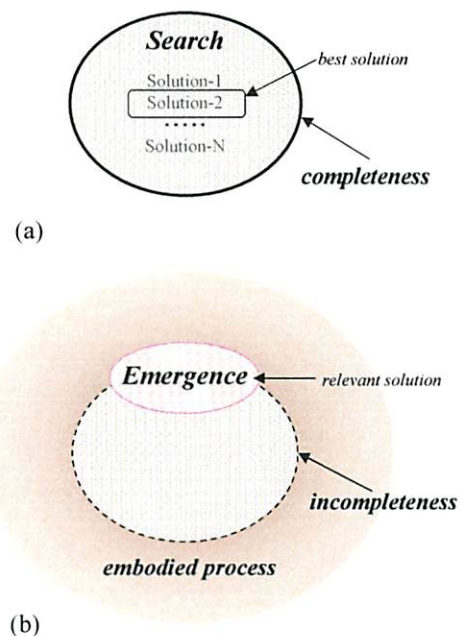 Search
best solution
Solution-1
Solution-2
.....
Solution-N
completeness
(a)
Emergence
relevant solution
incompleteness
embodied process
(b)